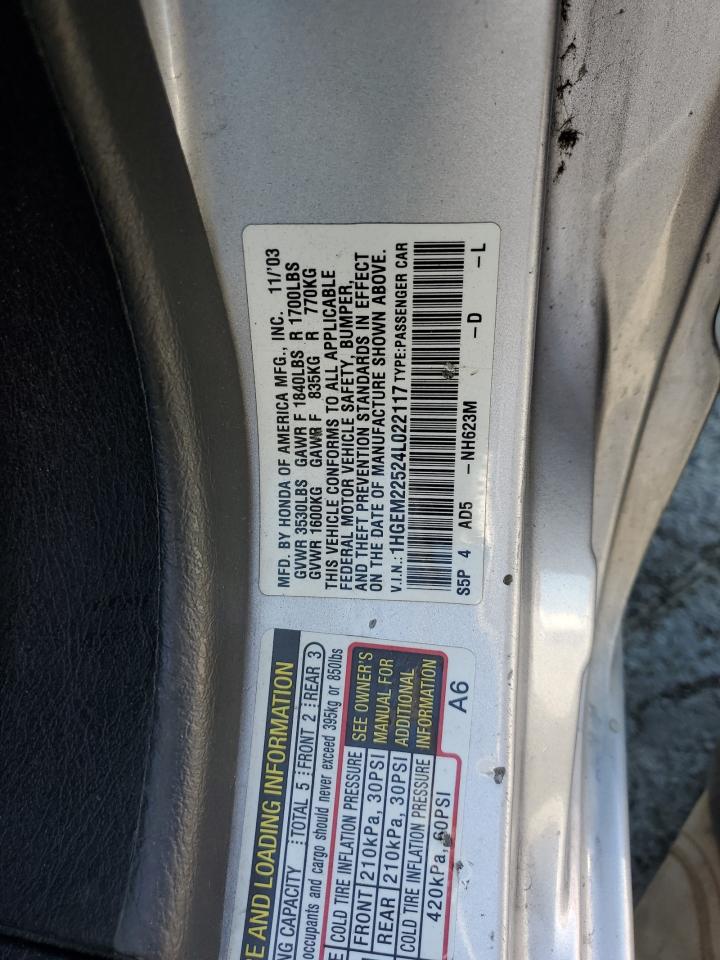 MFD. BY HONDA OF AMERICA MFG., INC. 11/'03
GVWR 3530LBS GAWR F 1840LBS R 1700LBS
GVWR 1600KG GAWR F 835KG R 770KG
THIS VEHICLE CONFORMS TO ALL APPLICABLE
FEDERAL MOTOR VEHICLE SAFETY, BUMPER,
AND THEFT PREVENTION STANDARDS IN EFFECT
ON THE DATE OF MANUFACTURE SHOWN ABOVE.
V.I.N.: 1HGEM22524L022117 TYPE:PASSENGER CAR
S5P 4 AD5 -NH623M -D -L
E AND LOADING INFORMATION
NG CAPACITY TOTAL 5 FRONT 2 REAR 3
occupants and cargo should never exceed 395kg or 850lbs
E COLD TIRE INFLATION PRESSURE
FRONT 210kPa, 30PSI
REAR 210kPa, 30PSI
COLD TIRE INFLATION PRESSURE
420kPa, 60PSI
SEE OWNER'S
MANUAL FOR
ADDITIONAL
INFORMATION
A6